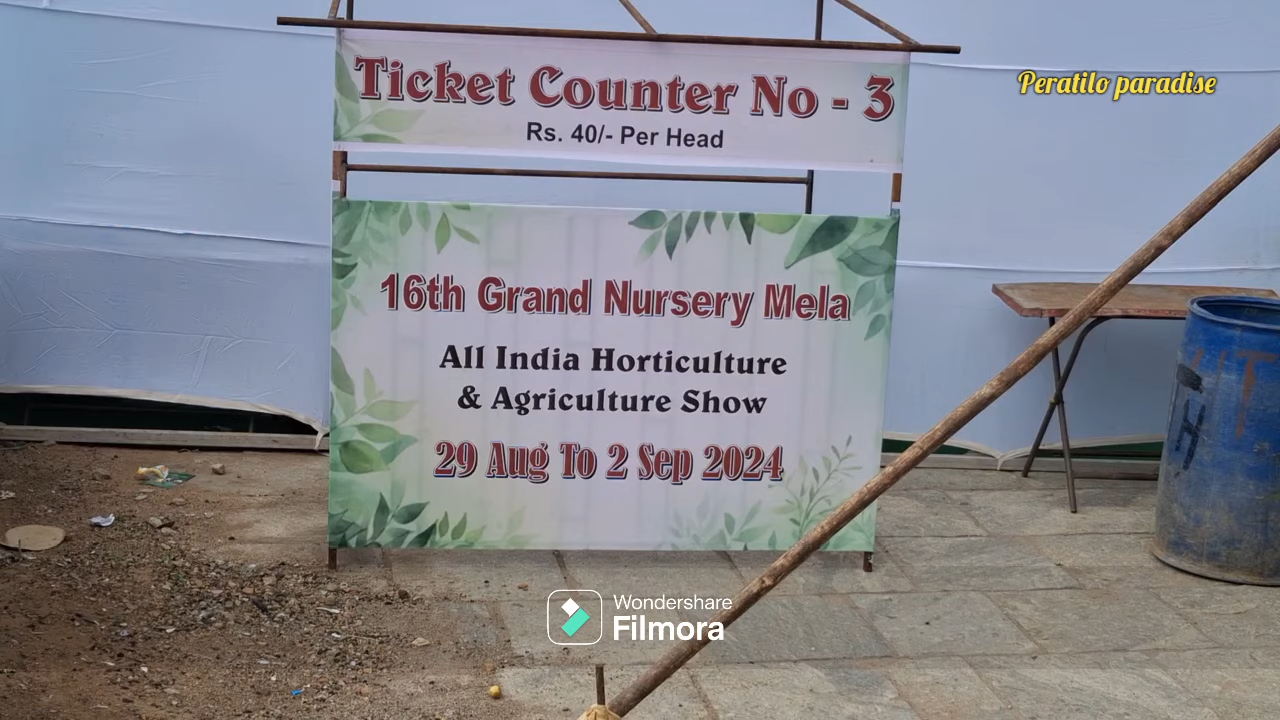 Peratilo paradise
Ticket Counter No - 3
Rs. 40/- Per Head
16th Grand Nursery Mela
All India Horticulture
& Agriculture Show
29 Aug To 2 Sep 2024
Wondershare
Filmora